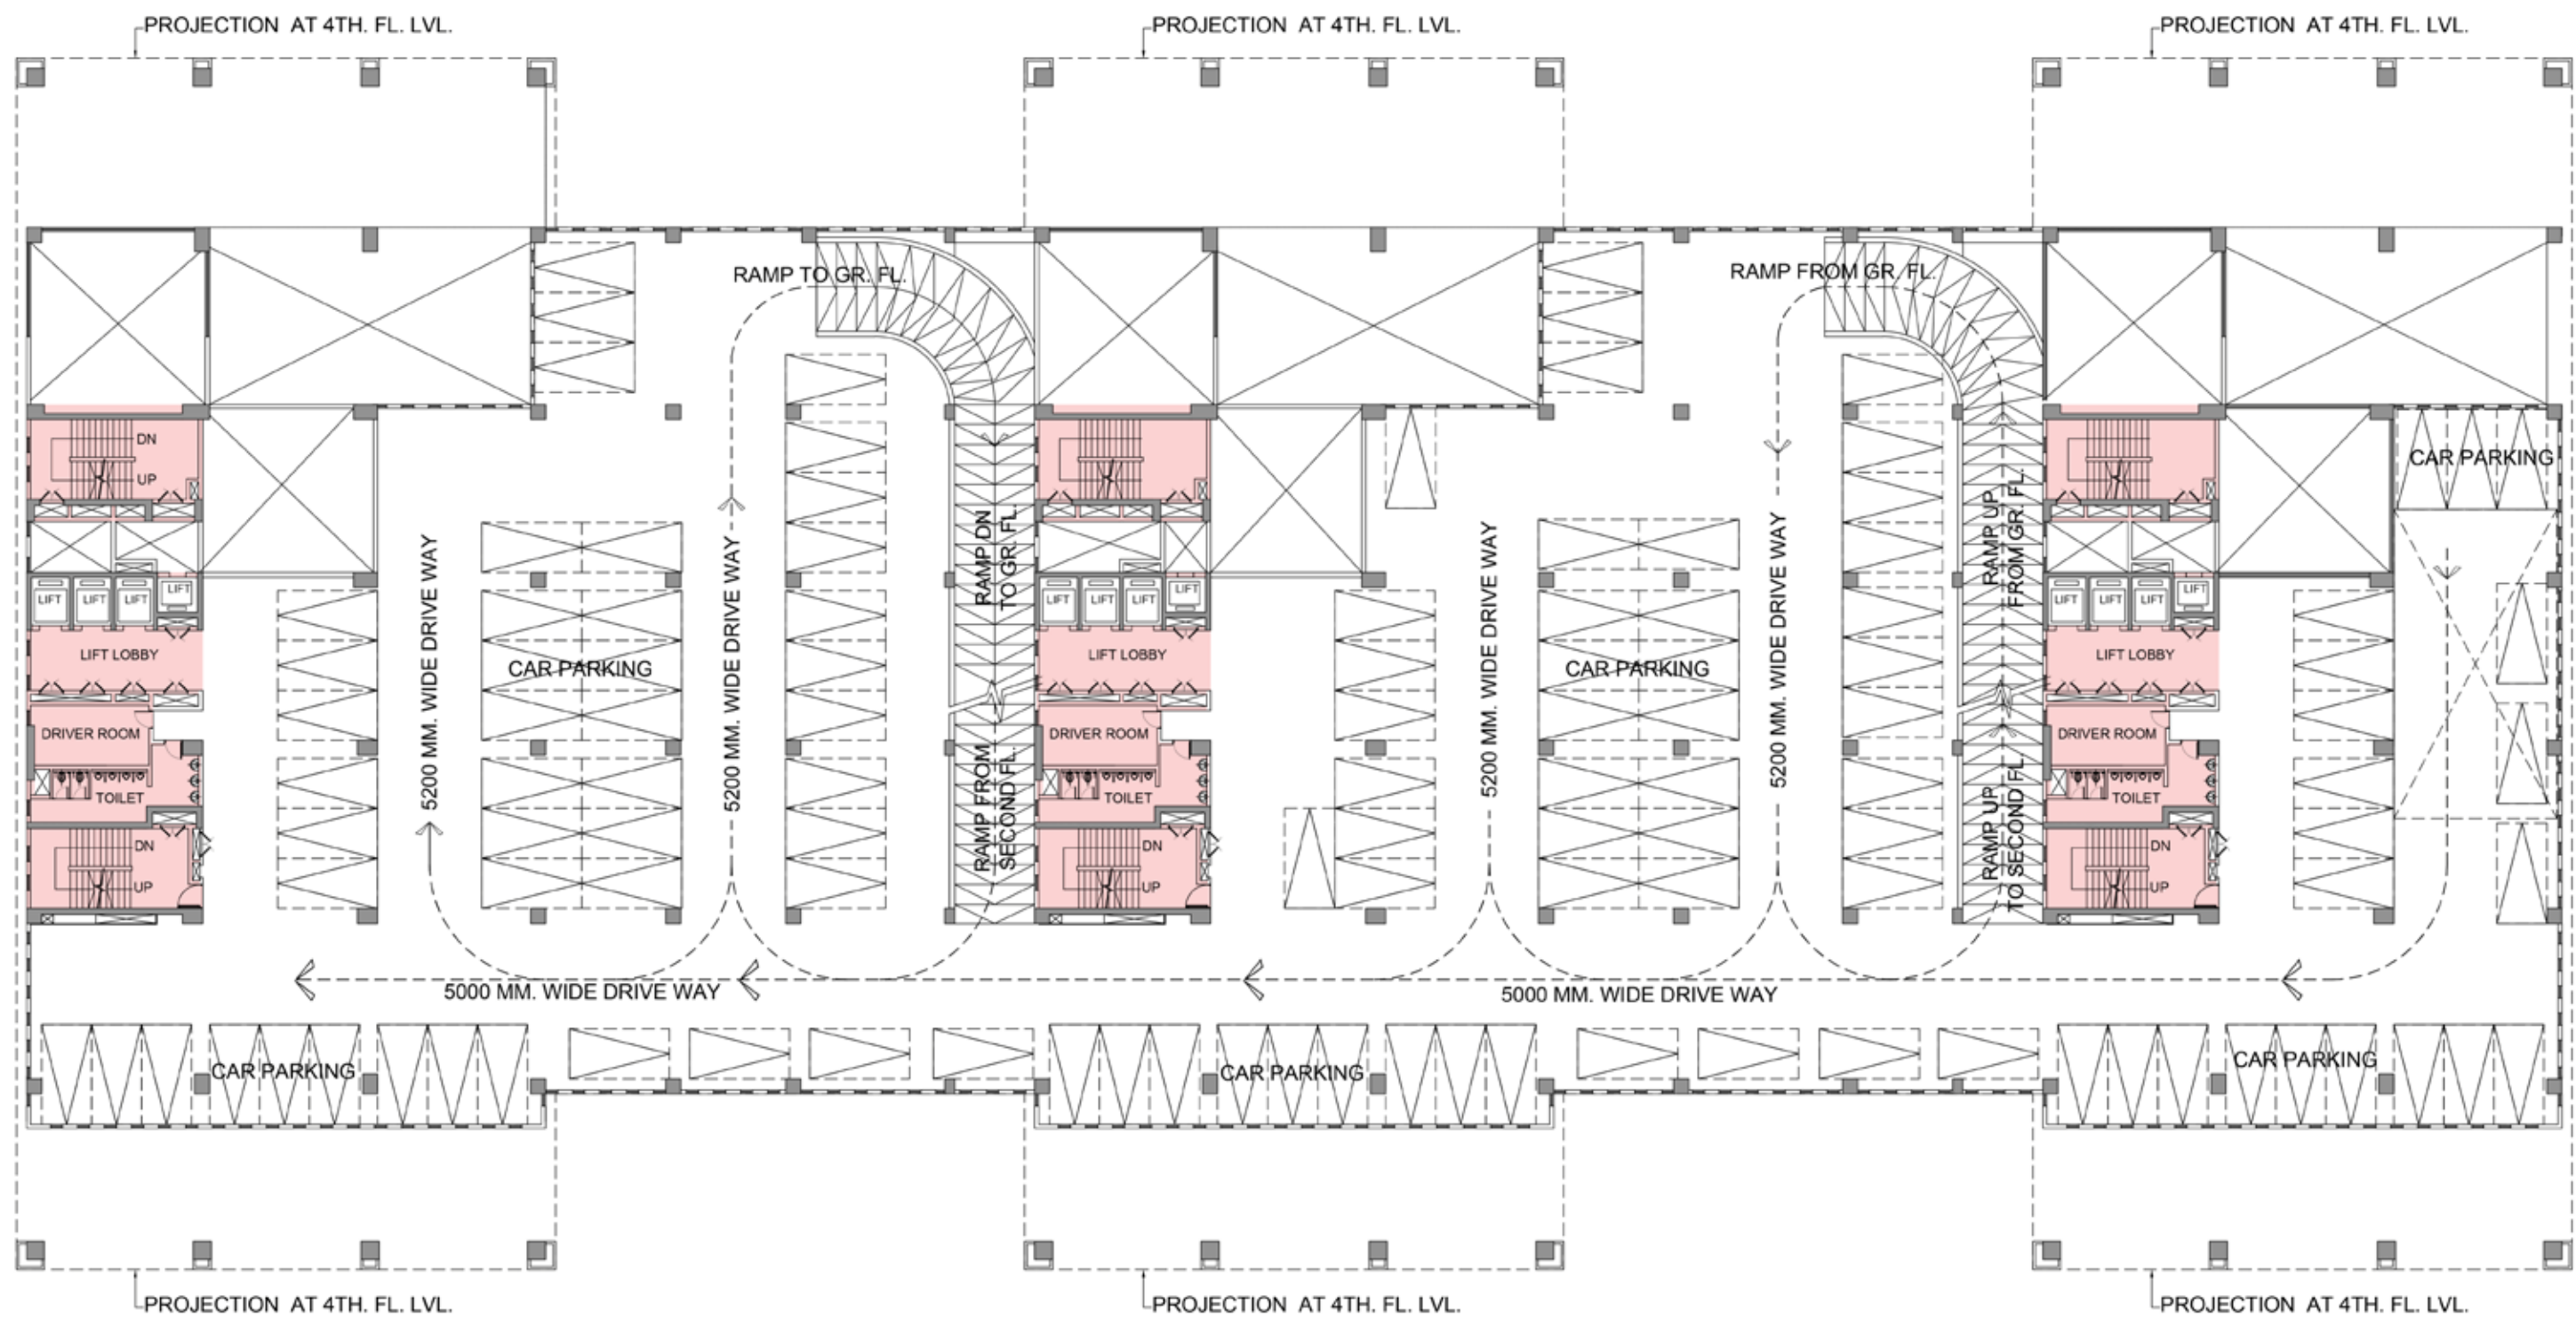 PROJECTION AT 4TH. FL. LVL.
PROJECTION AT 4TH. FL. LVL.
PROJECTION AT 4TH. FL. LVL.
RAMP TO GR. FL.
RAMP FROM GR. FL.
DN
UP
CAR PARKING
5200 MM. WIDE DRIVE WAY
5200 MM. WIDE DRIVE WAY
RAMP DN
TO GR. FL.
5200 MM. WIDE DRIVE WAY
5200 MM. WIDE DRIVE WAY
RAMP UP
FROM GR. FL.
LIFT
LIFT
LIFT
LIFT
LIFT
LIFT
LIFT
LIFT
LIFT
LIFT
LIFT
LIFT
LIFT LOBBY
CAR PARKING
LIFT LOBBY
CAR PARKING
LIFT LOBBY
DRIVER ROOM
DRIVER ROOM
DRIVER ROOM
TOILET
TOILET
TOILET
RAMP FROM
SECOND FL.
RAMP UP
TO SECOND FL.
DN
UP
DN
UP
DN
UP
5000 MM. WIDE DRIVE WAY
5000 MM. WIDE DRIVE WAY
CAR PARKING
CAR PARKING
CAR PARKING
PROJECTION AT 4TH. FL. LVL.
PROJECTION AT 4TH. FL. LVL.
PROJECTION AT 4TH. FL. LVL.